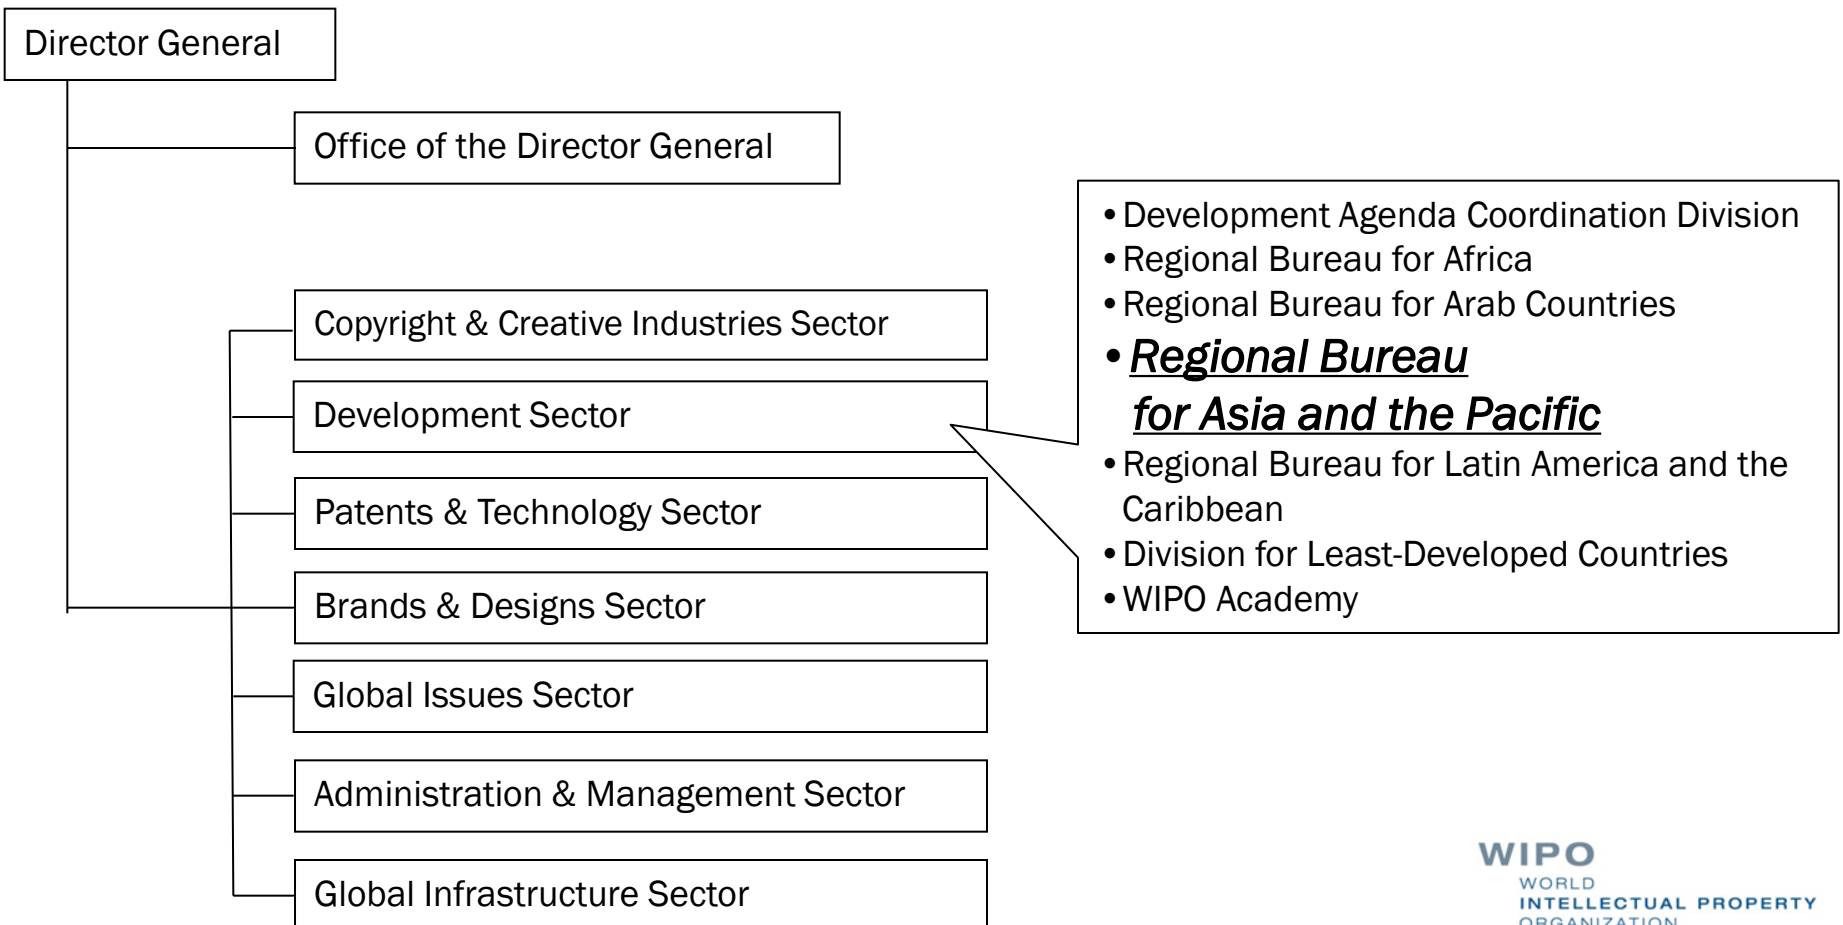 Director General
Office of the Director General
Copyright & Creative Industries Sector
Development Sector
Patents & Technology Sector
Brands & Designs Sector
Global Issues Sector
Administration & Management Sector
Global Infrastructure Sector
•Development Agenda Coordination Division
•Regional Bureau for Africa
•Regional Bureau for Arab Countries
•Regional Bureau
for Asia and the Pacific
•Regional Bureau for Latin America and the
Caribbean
•Division for Least-Developed Countries
•WIPO Academy
WIPO
WORLD
INTELLECTUAL PROPERTY
ORGANIZATION